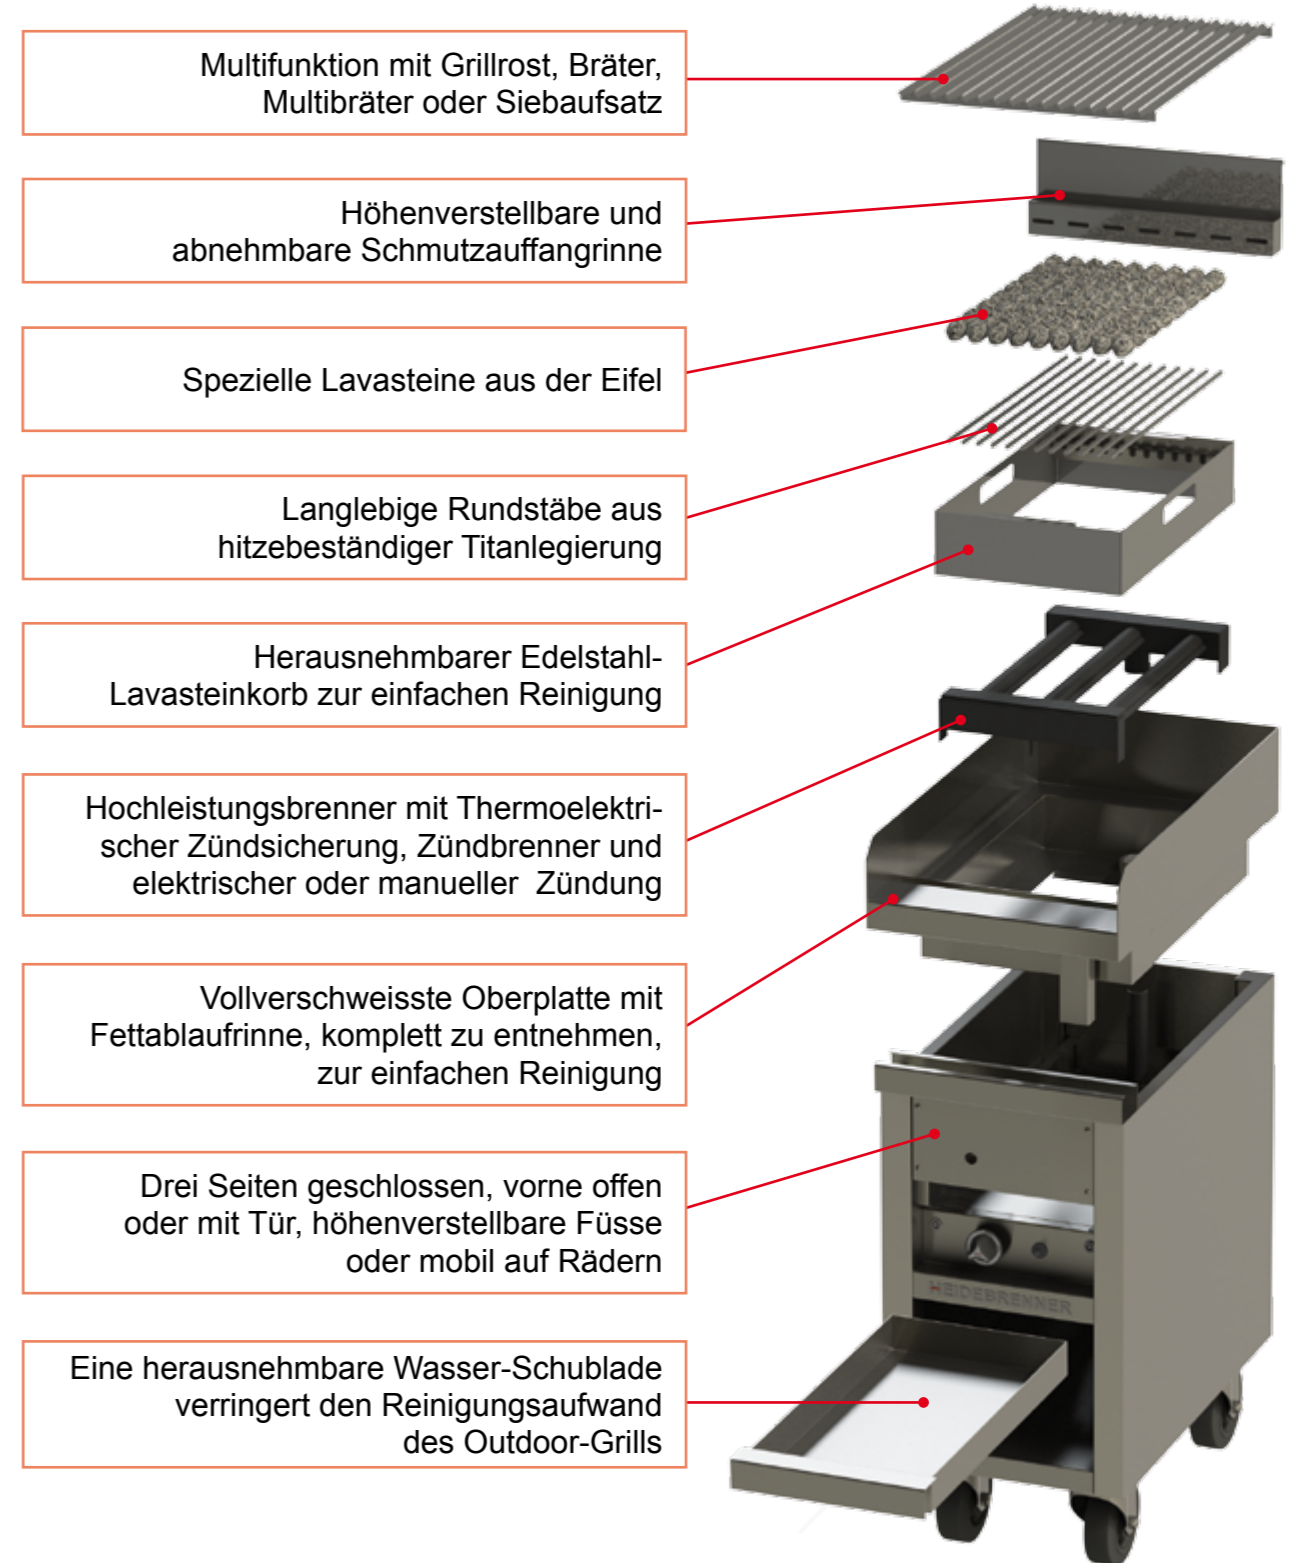 Multifunktion mit Grillrost, Bräter,
Multibräter oder Siebaufsatz
Höhenverstellbare und
abnehmbare Schmutzauffangrinne
Spezielle Lavasteine aus der Eifel
Langlebige Rundstäbe aus
hitzebeständiger Titanlegierung
Herausnehmbarer Edelstahl-
Lavasteinkorb zur einfachen Reinigung
Hochleistungsbrenner mit Thermoelektri-
scher Zündsicherung, Zündbrenner und
elektrischer oder manueller Zündung
Vollverschweisste Oberplatte mit
Fettablaufrinne, komplett zu entnehmen,
zur einfachen Reinigung
Drei Seiten geschlossen, vorne offen
oder mit Tür, höhenverstellbare Füsse
oder mobil auf Rädern
HEIDEBRENNER
Eine herausnehmbare Wasser-Schublade
verringert den Reinigungsaufwand
des Outdoor-Grills